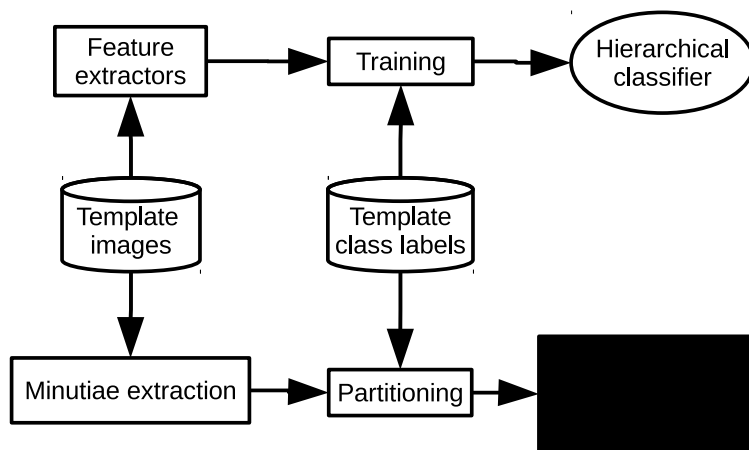 Feature
extractors
Training
Hierarchical
classifier
Template
images
Template
class labels
Minutiae extraction
Partitioning